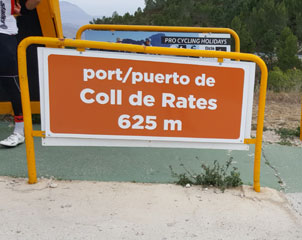 PRO CYCLING HOLIDAYS
port/puerto de
Coll de Rates
625 m